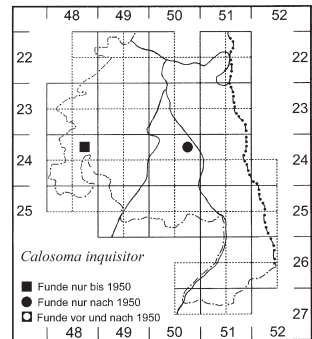 48 49 50 51 52
22 22
23 23
24 24
25 25
26
Calosoma inquisitor
Funde nur bis 1950
Funde nur nach 1950
Funde vor und nach 1950
27
48 49 50 51 52